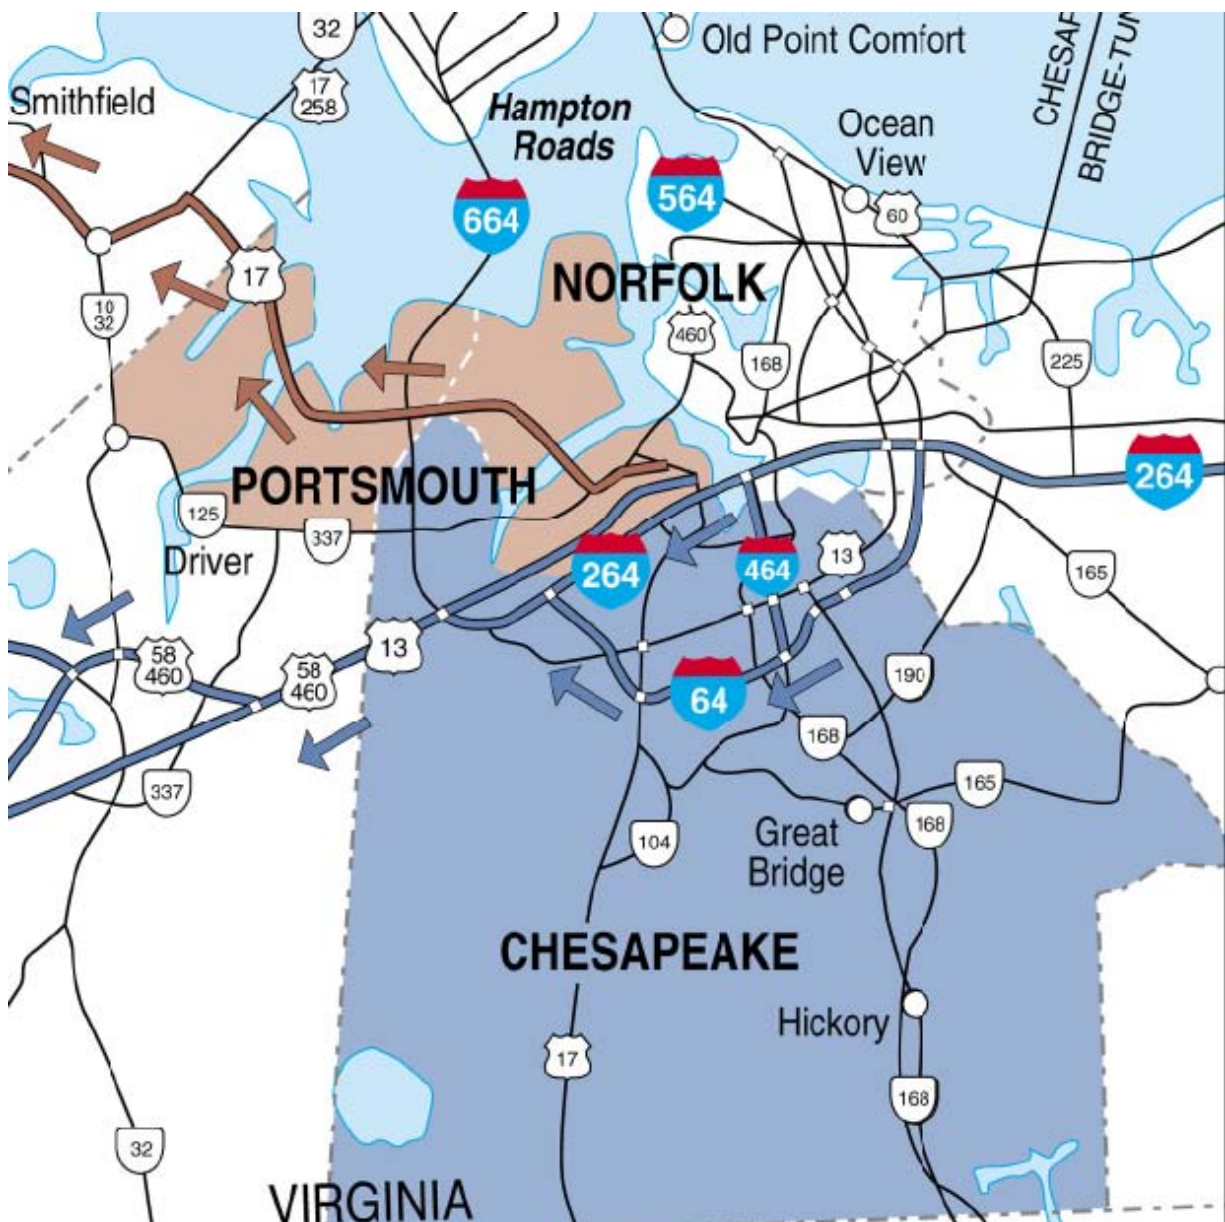 32
17
258
Smithfield
Old Point Comfort
CHESAP
BRIDGE-TUN
Hampton
Roads
Ocean
View
664
564
60
17
NORFOLK
10
32
460
168
225
PORTSMOUTH
264
125
337
Driver
264
464
13
165
58
460
58
460
13
64
190
168
337
165
104
168
Great
Bridge
CHESAPEAKE
Hickory
17
168
32
VIRGINIA